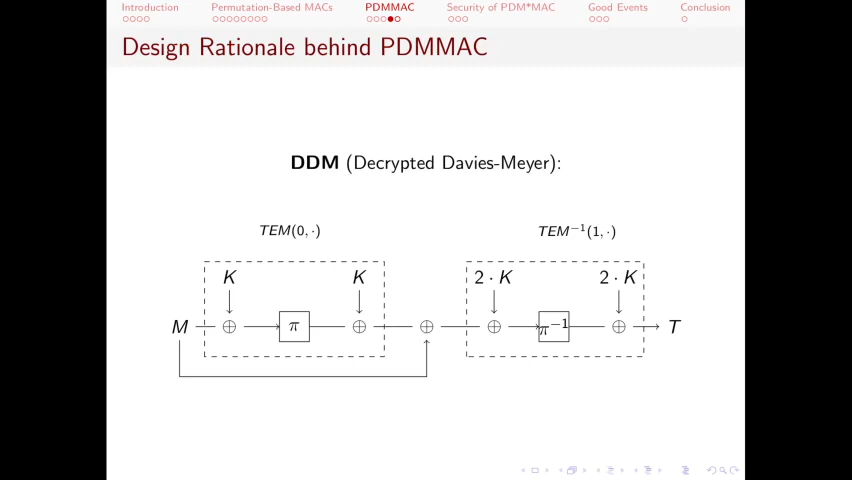 Introduction Permutation-Based MACs PDMMAC Security of PDM*MAC Good Events Conclusion
Design Rationale behind PDMMAC
DDM (Decrypted Davies-Meyer):
TEM(0, ·) TEM⁻¹(1, ·)
K K 2 · K 2 · K
M ⊕ π ⊕ ⊕ ⊕ π⁻¹ ⊕ T